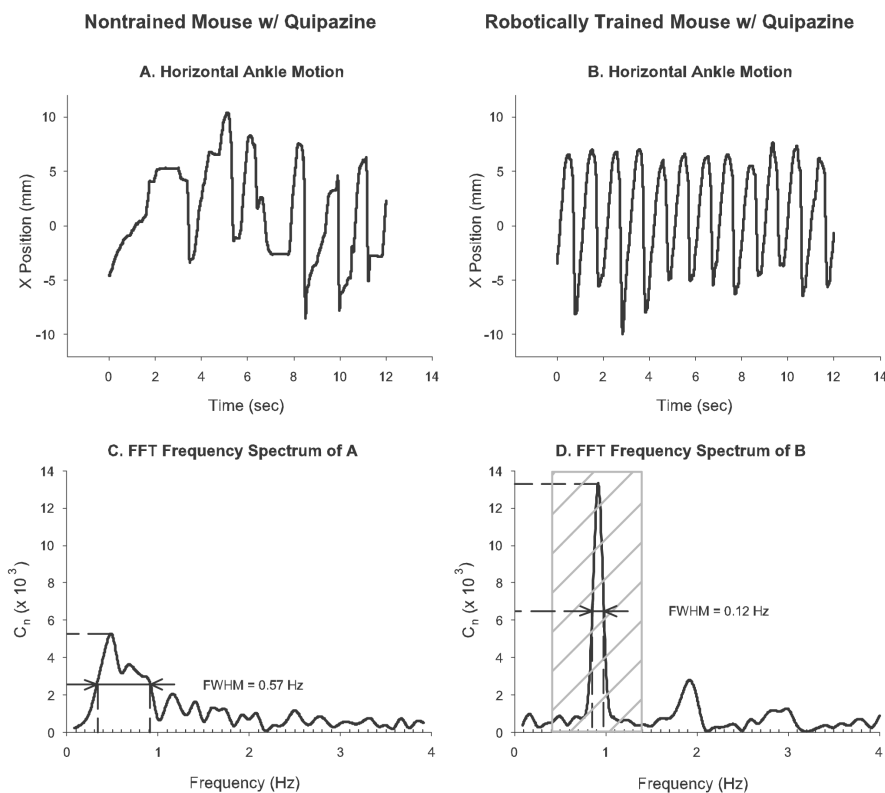 Nontrained Mouse w/ Quipazine
Robotically Trained Mouse w/ Quipazine
A. Horizontal Ankle Motion
X Position (mm)
10
5
0
-5
-10
0 2 4 6 8 10 12 14
Time (sec)
B. Horizontal Ankle Motion
X Position (mm)
10
5
0
-5
-10
0 2 4 6 8 10 12 14
Time (sec)
C. FFT Frequency Spectrum of A
Cn (x 10^3)
14
12
10
8
6
4
2
0
FWHM = 0.57 Hz
0 1 2 3 4
Frequency (Hz)
D. FFT Frequency Spectrum of B
Cn (x 10^3)
14
12
10
8
6
4
2
0
FWHM = 0.12 Hz
0 1 2 3 4
Frequency (Hz)